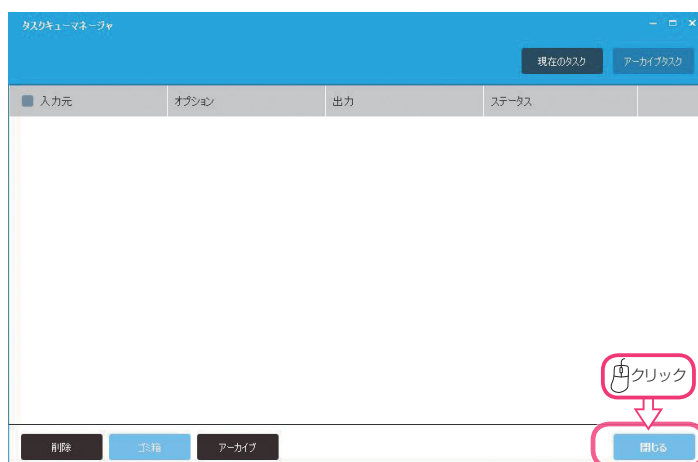 タスクキューマネージャ
現在のタスク アーカイブタスク
入力元 オプション 出力 ステータス
クリック
削除 ゴミ箱 アーカイブ 閉じる